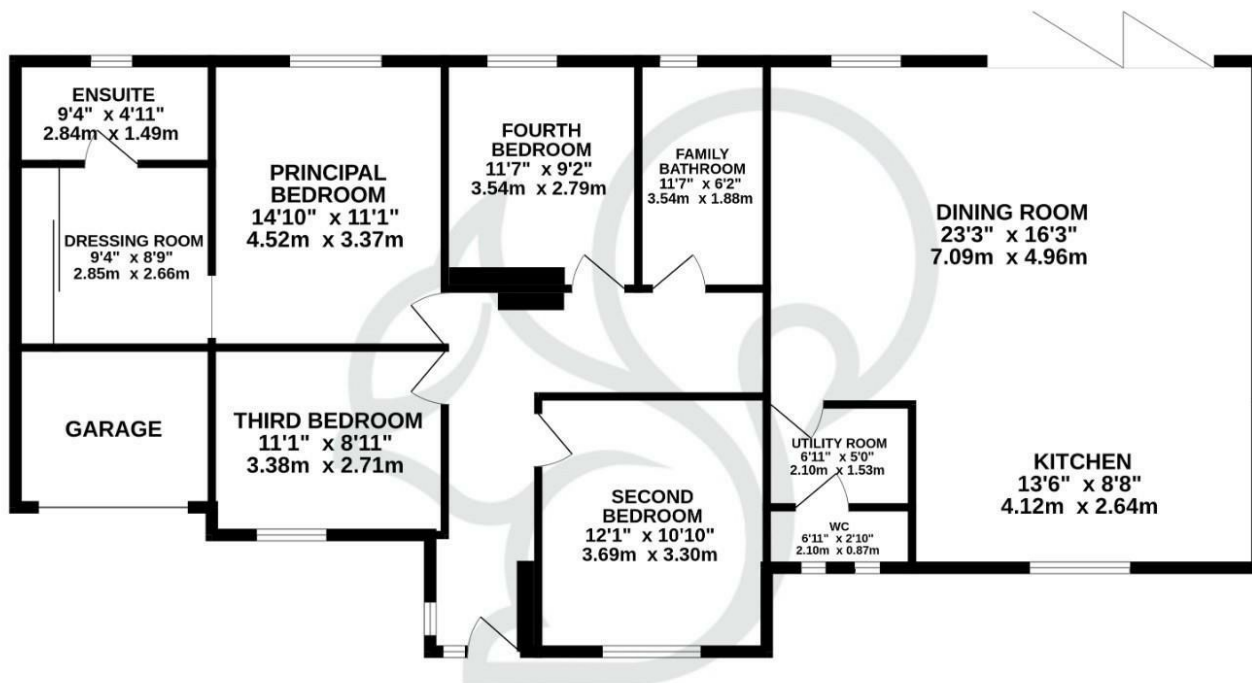 ENSUITE
9'4" x 4'11"
2.84m x 1.49m
PRINCIPAL
BEDROOM
14'10" x 11'1"
4.52m x 3.37m
FOURTH
BEDROOM
11'7" x 9'2"
3.54m x 2.79m
FAMILY
BATHROOM
11'7" x 6'2"
3.54m x 1.88m
DINING ROOM
23'3" x 16'3"
7.09m x 4.96m
DRESSING ROOM
9'4" x 8'9"
2.85m x 2.66m
GARAGE
THIRD BEDROOM
11'1" x 8'11"
3.38m x 2.71m
SECOND
BEDROOM
12'1" x 10'10"
3.69m x 3.30m
UTILITY ROOM
6'11" x 5'0"
2.10m x 1.53m
WC
6'11" x 2'10"
2.10m x 0.87m
KITCHEN
13'6" x 8'8"
4.12m x 2.64m